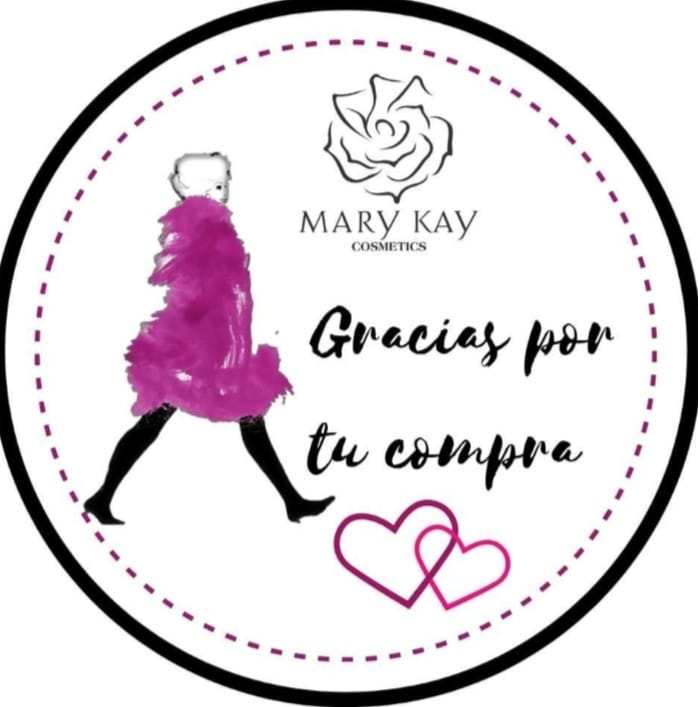 MARY KAY
COSMETICS
Gracias por
tu compra